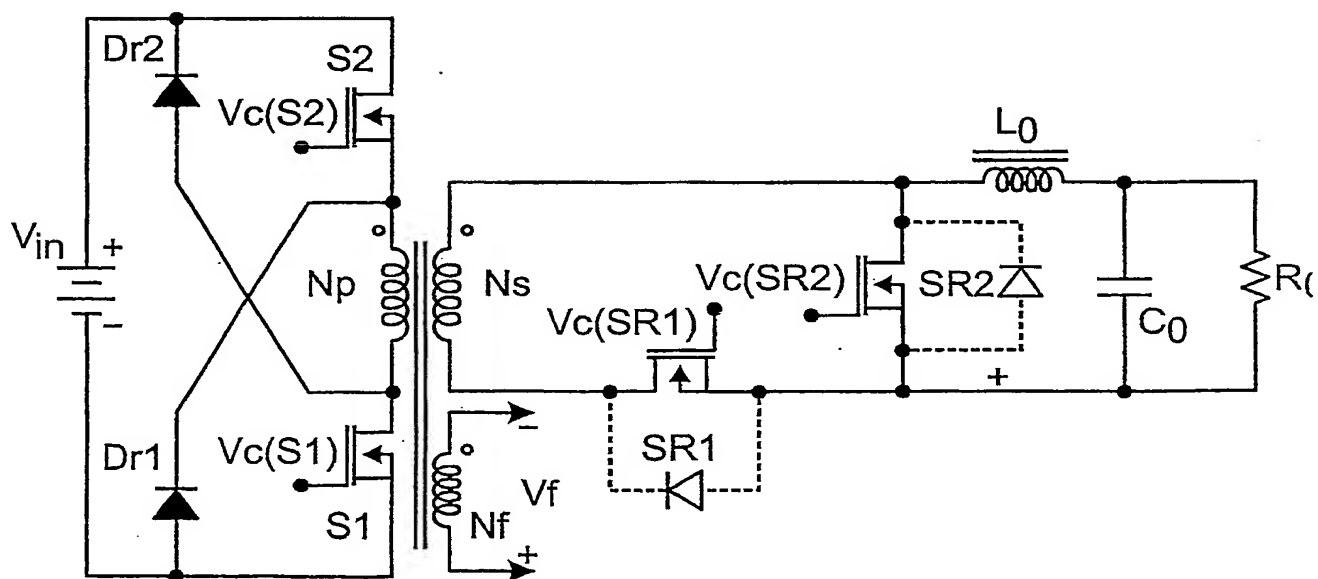 Dr2
S2
Vc(S2)
L0
Vin
+
-
Np
Ns
Vc(SR1)
Vc(SR2)
SR2
C0
R(
+
Dr1
Vc(S1)
S1
-
Vf
Nf
+
SR1